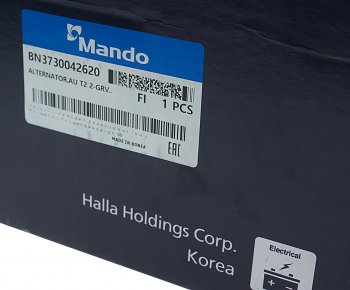 Mando
BN3730042620
ALTERNATOR.AU T2 2-GRV..
FI 1 PCS
MADE IN KOREA
EAC
Halla Holdings Corp.
Korea
Electrical